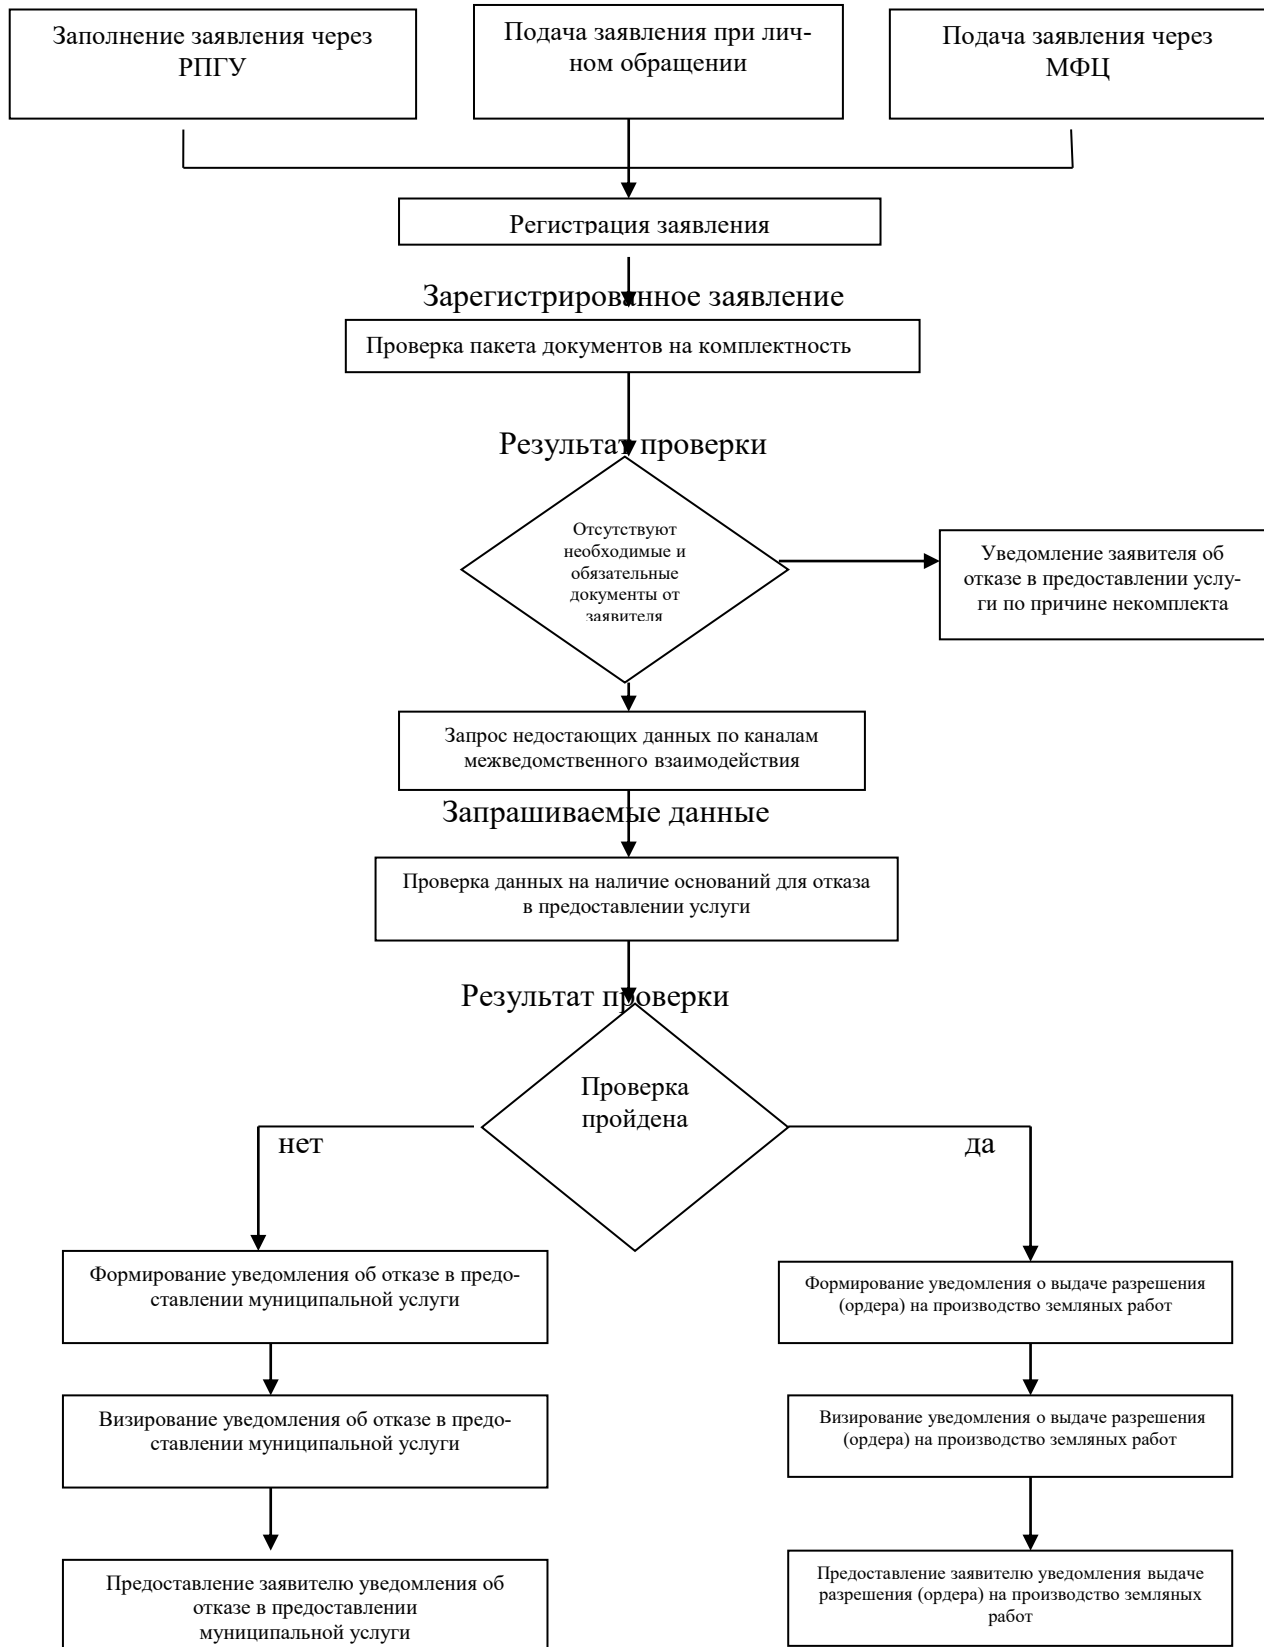 Заполнение заявления через
РПГУ
Подача заявления при лич-
ном обращении
Подача заявления через
МФЦ
Регистрация заявления
Зарегистрированное заявление
Проверка пакета документов на комплектность
Результат проверки
Отсутствуют
необходимые и
обязательные
документы от
заявителя
Уведомление заявителя об
отказе в предоставлении услу-
ги по причине некомплекта
Запрос недостающих данных по каналам
межведомственного взаимодействия
Запрашиваемые данные
Проверка данных на наличие оснований для отказа
в предоставлении услуги
Результат проверки
Проверка
пройдена
нет
да
Формирование уведомления об отказе в предо-
ставлении муниципальной услуги
Формирование уведомления о выдаче разрешения
(ордера) на производство земляных работ
Визирование уведомления об отказе в предо-
ставлении муниципальной услуги
Визирование уведомления о выдаче разрешения
(ордера) на производство земляных работ
Предоставление заявителю уведомления об
отказе в предоставлении
муниципальной услуги
Предоставление заявителю уведомления выдаче
разрешения (ордера) на производство земляных
работ